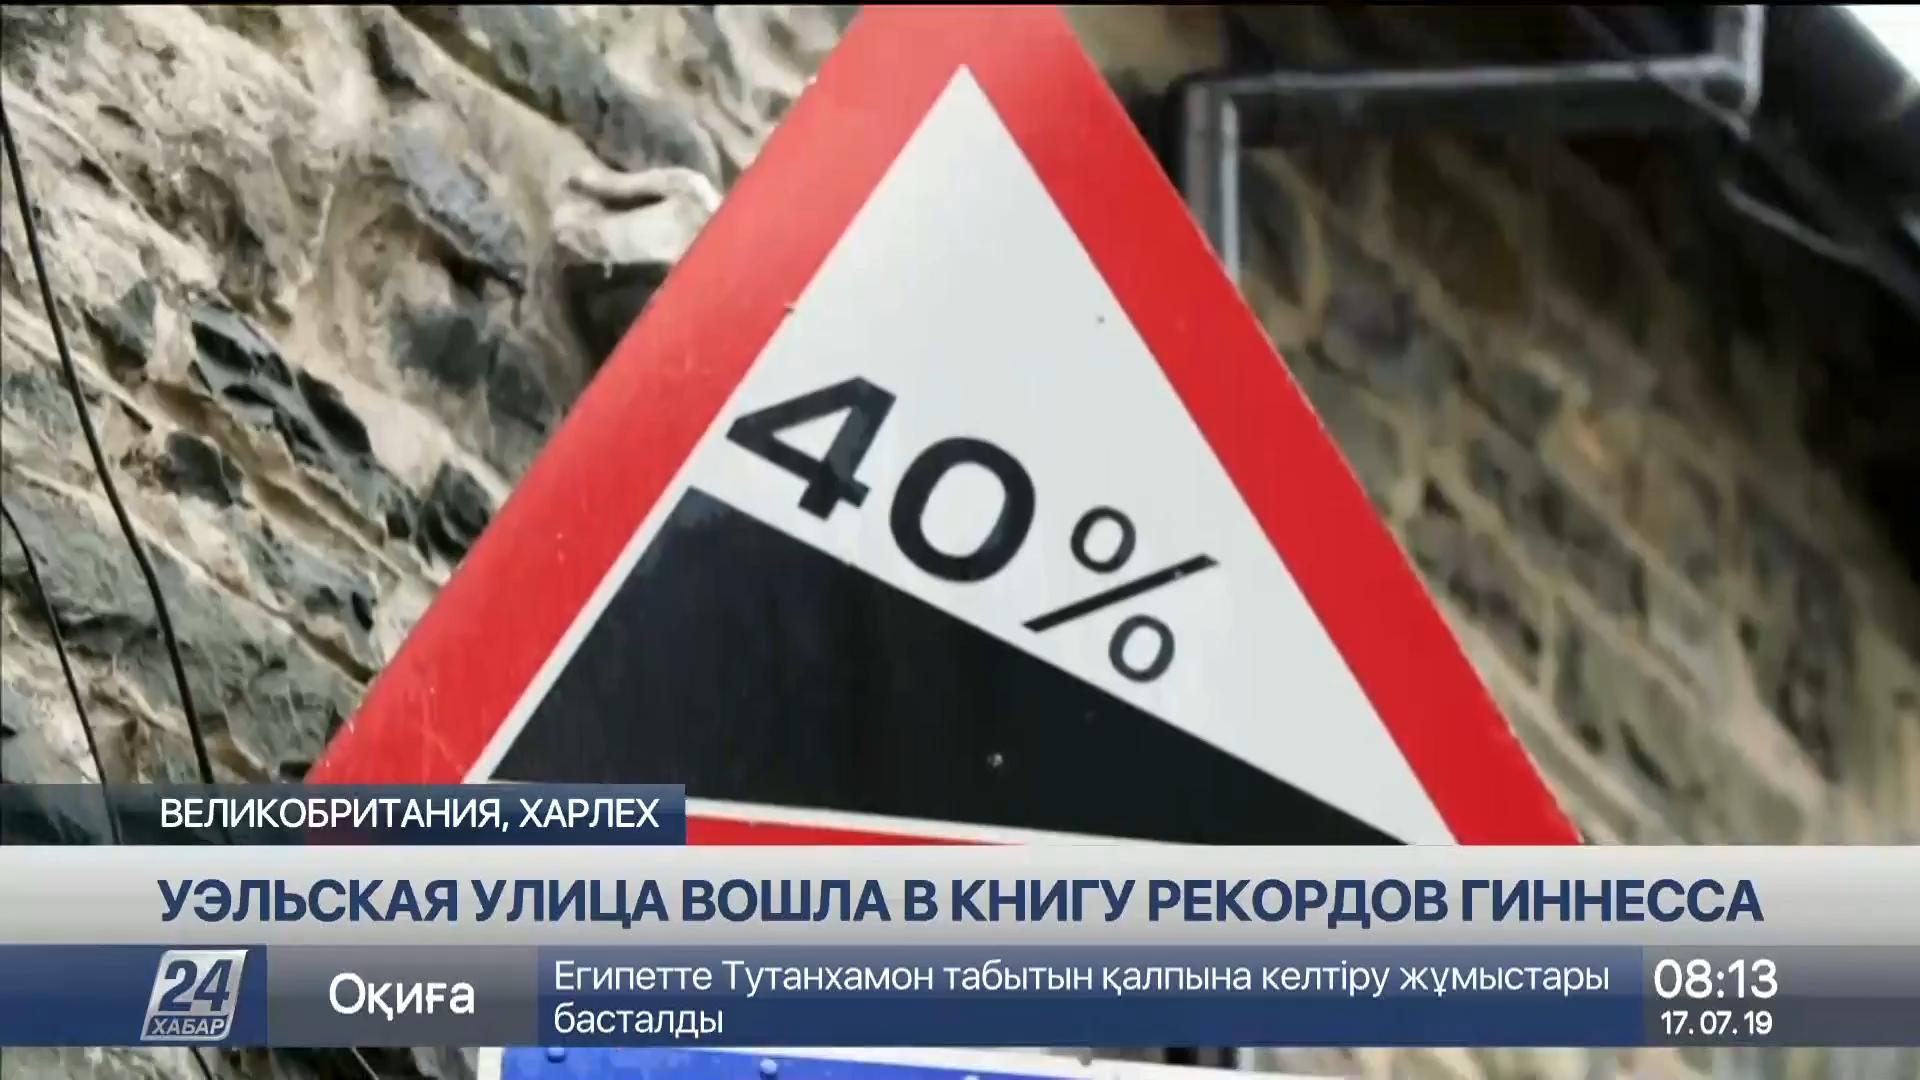 40%
ВЕЛИКОБРИТАНИЯ, ХАРЛЕХ
УЭЛЬСКАЯ УЛИЦА ВОШЛА В КНИГУ РЕКОРДОВ ГИННЕССА
24
ХАБАР
Оқиға
Египетте Тутанхамон табытын қалпына келтіру жұмыстары
басталды
08:13
17.07.19